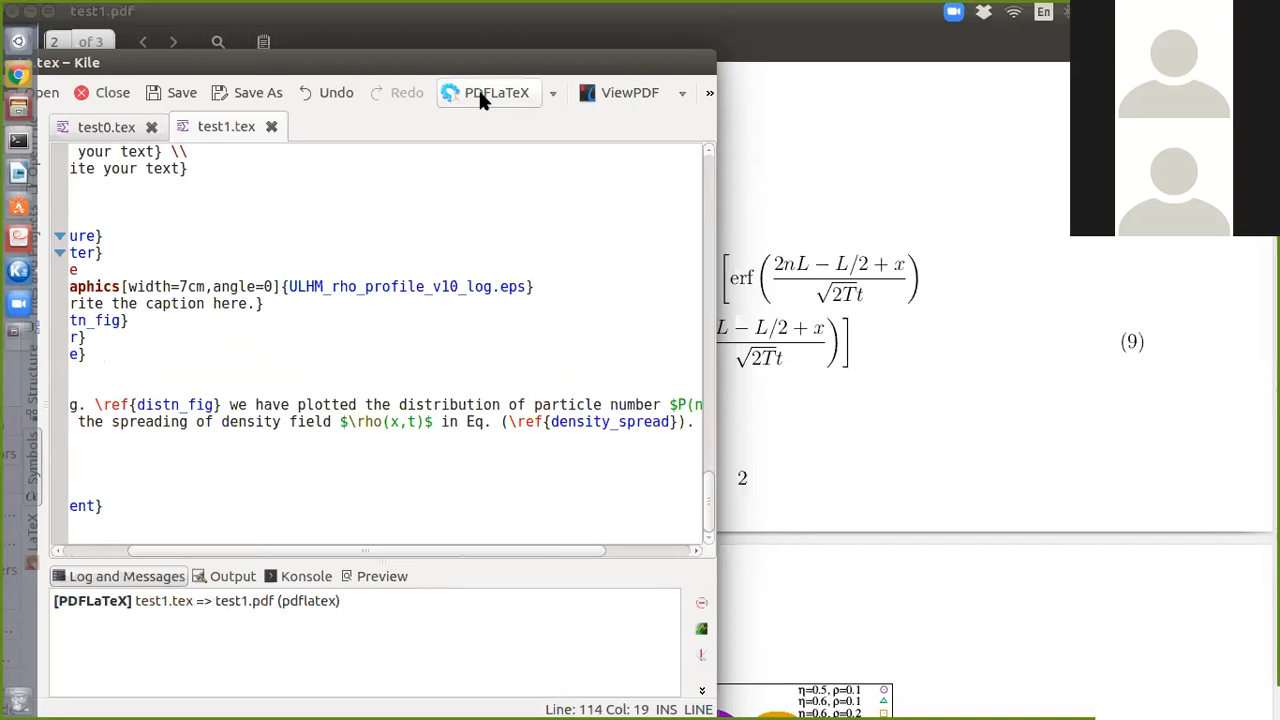 test1.pdf
2 of 3
En
.tex – Kile
Open Close Save Save As Undo Redo PDFLaTeX ViewPDF »
test0.tex test1.tex
your text} \\
ite your text}
ure}
ter}
e
aphics[width=7cm,angle=0]{ULHM_rho_profile_v10_log.eps}
rite the caption here.}
tn_fig}
r}
e}
g. \ref{distn_fig} we have plotted the distribution of particle number $P(n
the spreading of density field $\rho(x,t)$ in Eq. (\ref{density_spread}).
ent}
Structure
Symbols
LaTeX
Log and Messages Output Konsole Preview
[PDFLaTeX] test1.tex => test1.pdf (pdflatex)
Line: 114 Col: 19 INS LINE
[erf(2nL − L/2 + x
√2Tt)
L − L/2 + x
√2Tt)] (9)
2
η=0.5, ρ=0.1
η=0.6, ρ=0.1
η=0.6, ρ=0.2